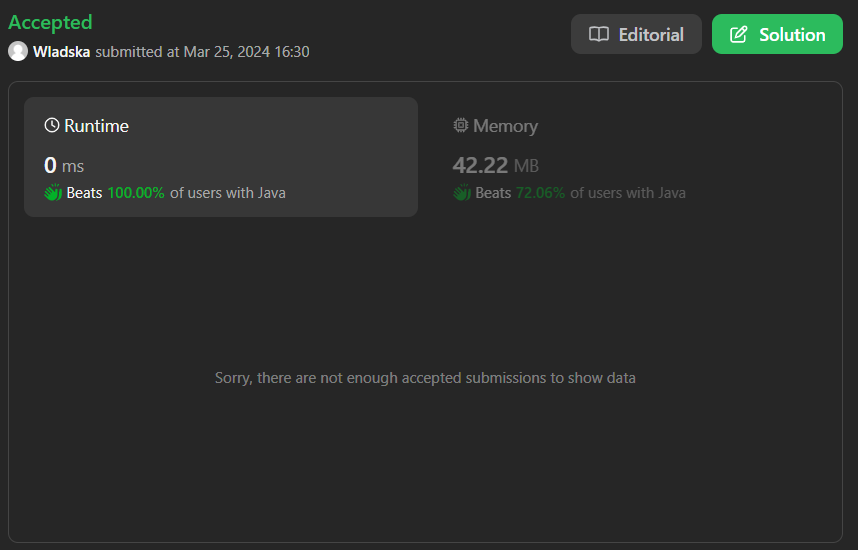 Accepted
Wladska submitted at Mar 25, 2024 16:30
Editorial
Solution
Runtime
0 ms
Beats 100.00% of users with Java
Memory
42.22 MB
Beats 72.06% of users with Java
Sorry, there are not enough accepted submissions to show data